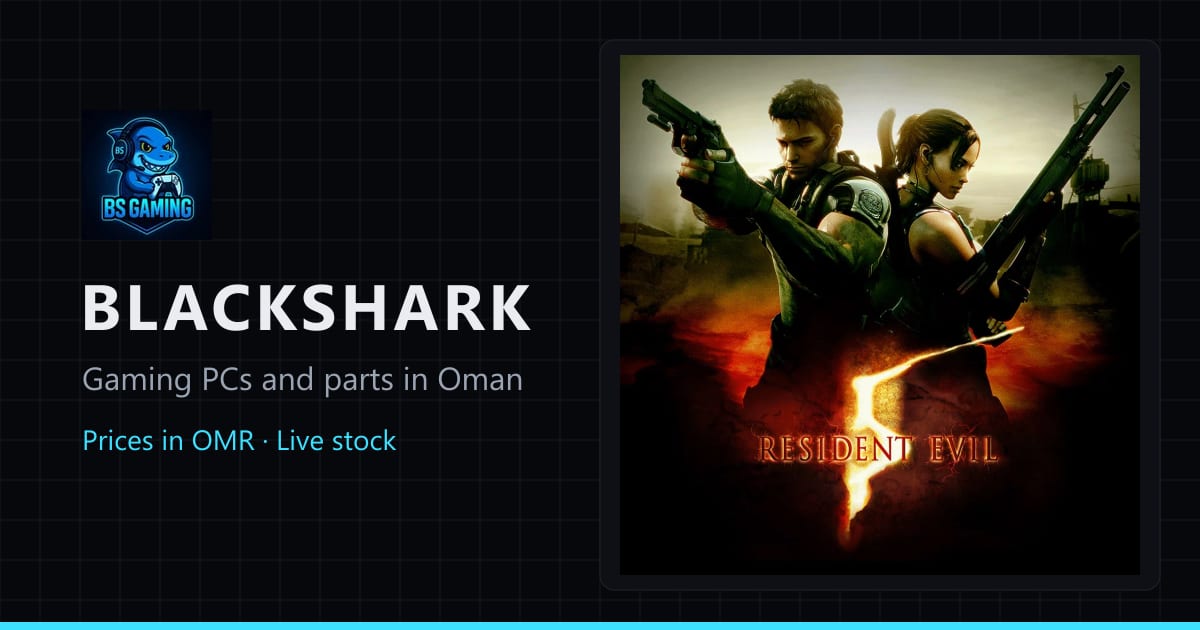 BS
BS GAMING
BLACKSHARK
Gaming PCs and parts in Oman
Prices in OMR · Live stock
5
RESIDENT EVIL